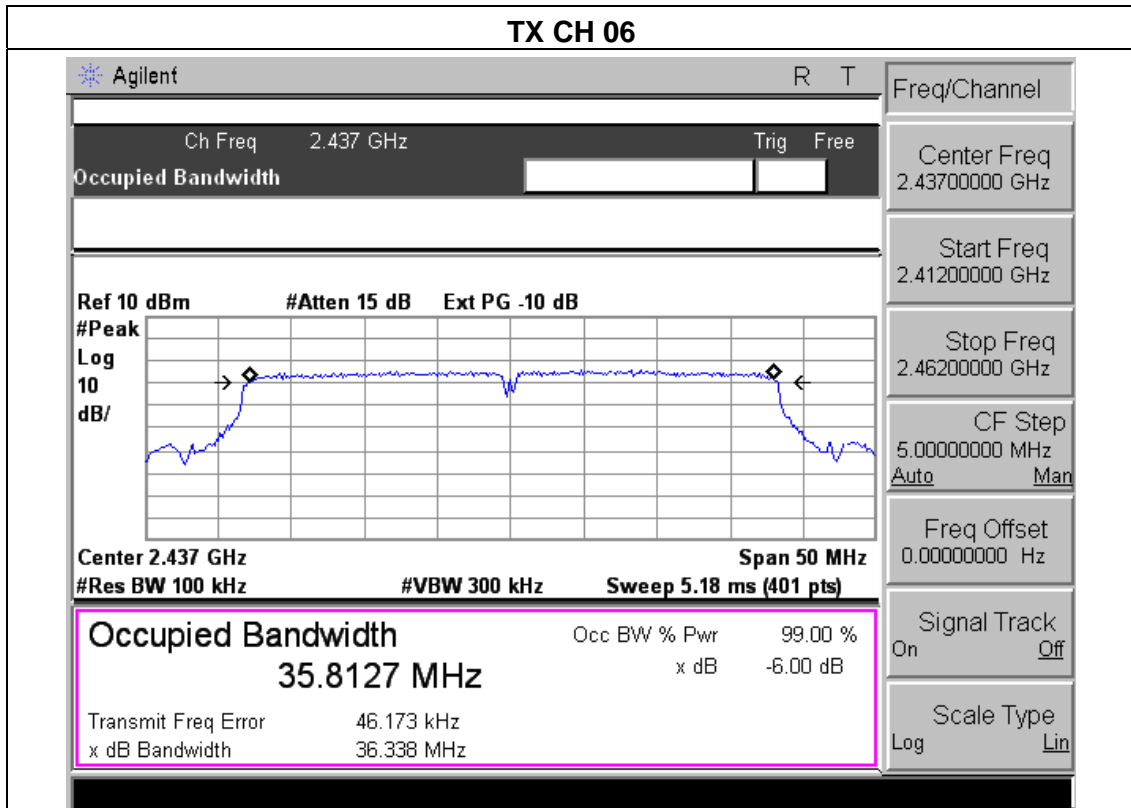 TX CH 06
Agilent R T
Freq/Channel
Ch Freq 2.437 GHz Trig Free
Occupied Bandwidth
Center Freq
2.43700000 GHz
Start Freq
2.41200000 GHz
Ref 10 dBm #Atten 15 dB Ext PG -10 dB
#Peak
Log
10
dB/
Stop Freq
2.46200000 GHz
CF Step
5.00000000 MHz
Auto Man
Center 2.437 GHz Span 50 MHz
#Res BW 100 kHz #VBW 300 kHz Sweep 5.18 ms (401 pts)
Freq Offset
0.00000000 Hz
Occupied Bandwidth
35.8127 MHz
Occ BW % Pwr 99.00 %
x dB -6.00 dB
Transmit Freq Error 46.173 kHz
x dB Bandwidth 36.338 MHz
Signal Track
On Off
Scale Type
Log Lin